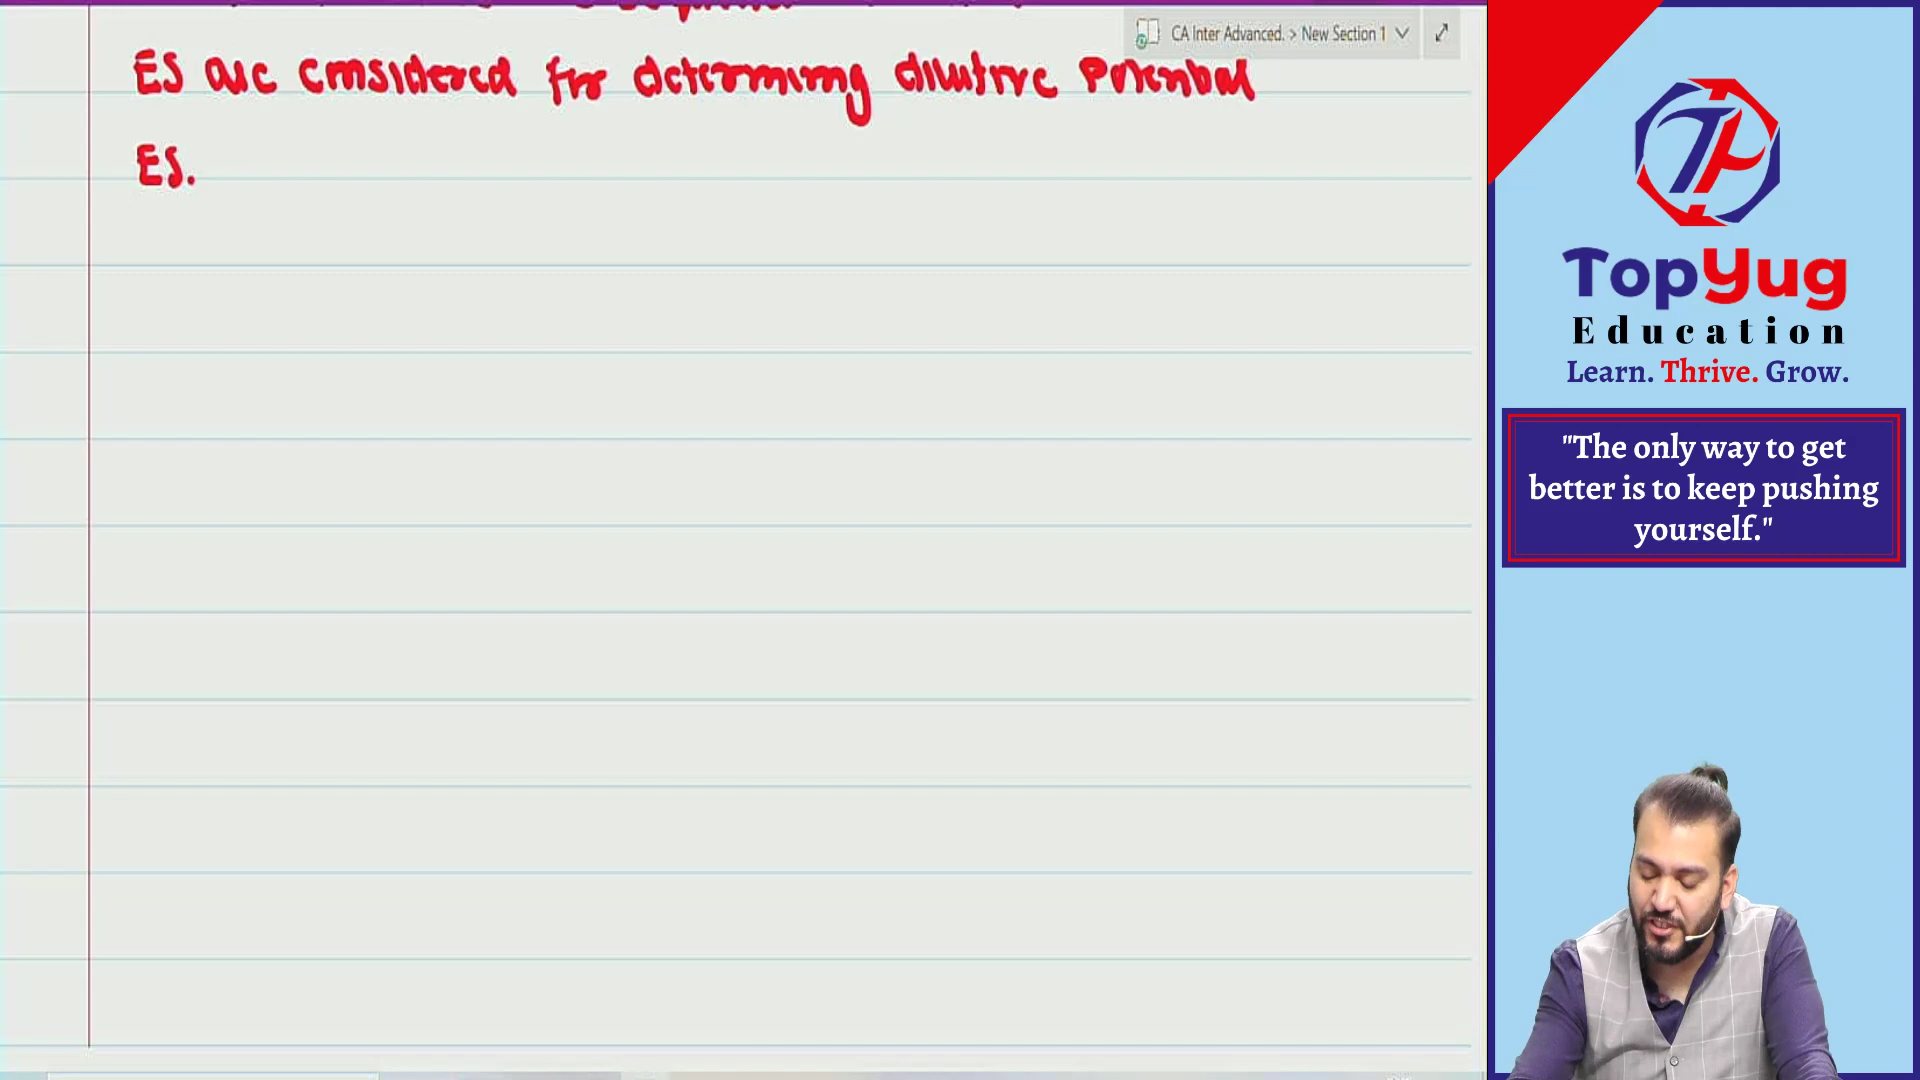 CA Inter Advanced. > New Section 1
ES are considered for determining dilutive Potential
ES.
TopYug
Education
Learn. Thrive. Grow.
"The only way to get
better is to keep pushing
yourself."